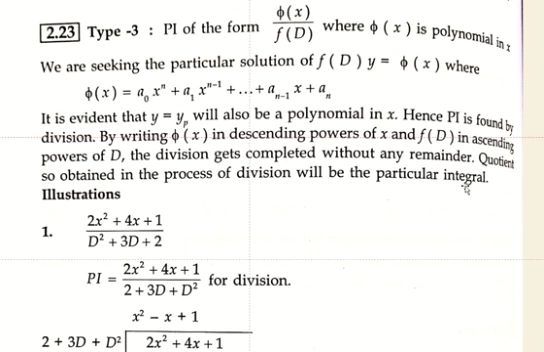 2.23 Type -3 : PI of the form ϕ(x)/f(D) where ϕ ( x ) is polynomial in x
We are seeking the particular solution of f ( D ) y = ϕ ( x ) where
ϕ(x) = a₀ xⁿ + a₁ xⁿ⁻¹ + ... + aₙ₋₁ x + aₙ
It is evident that y = yₚ will also be a polynomial in x. Hence PI is found by
division. By writing ϕ ( x ) in descending powers of x and f ( D ) in ascending
powers of D, the division gets completed without any remainder. Quotient
so obtained in the process of division will be the particular integral.
Illustrations
1. 2x² + 4x + 1 / D² + 3D + 2
PI = 2x² + 4x + 1 / 2 + 3D + D² for division.
x² – x + 1
2 + 3D + D² 2x² + 4x + 1